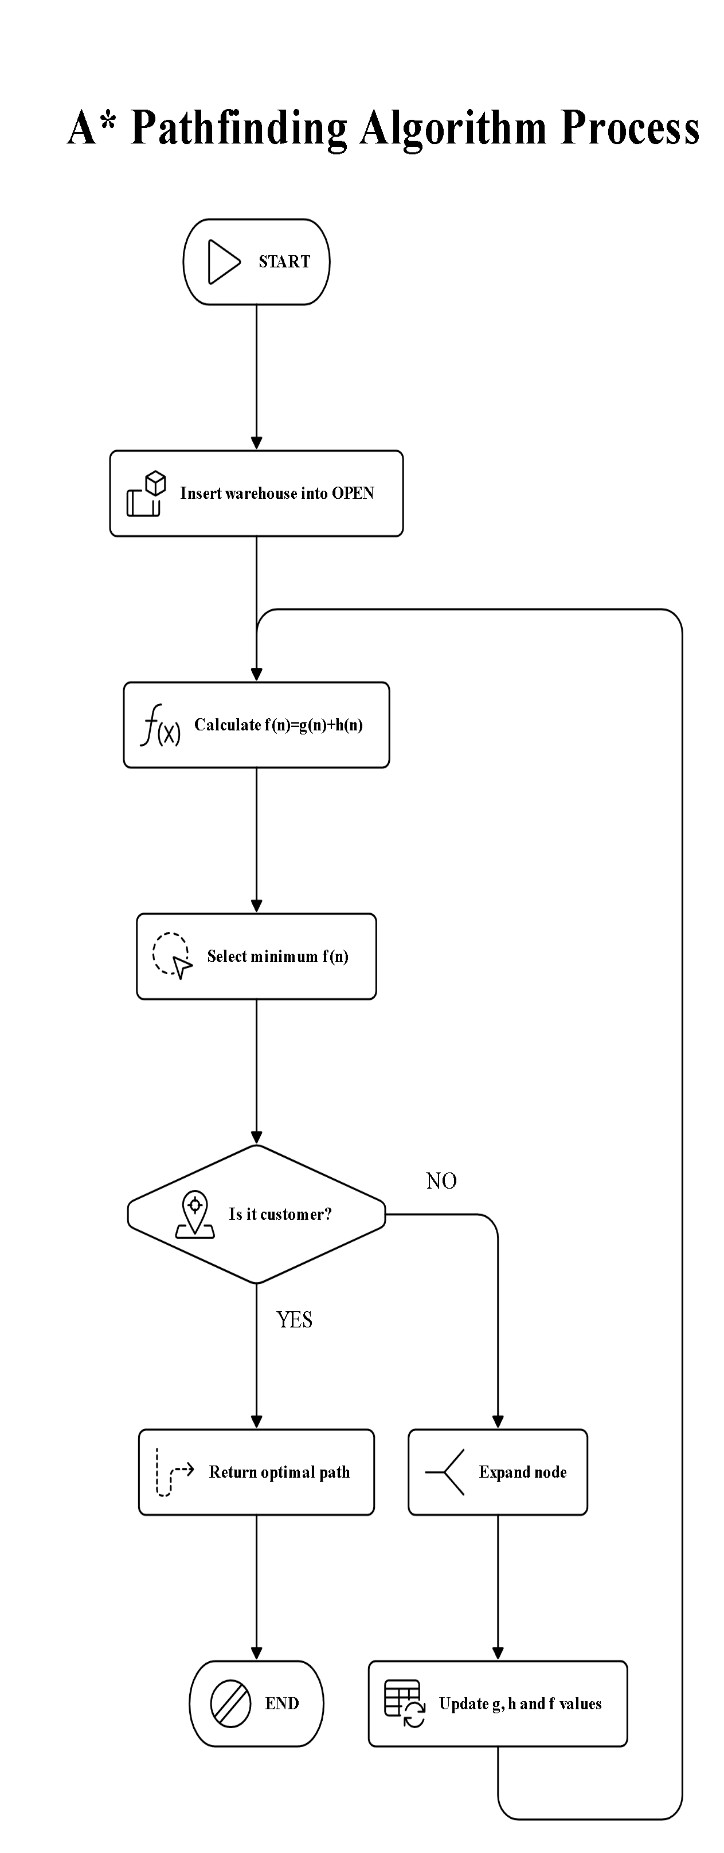 A* Pathfinding Algorithm Process
START
Insert warehouse into OPEN
f(x)
Calculate f(n)=g(n)+h(n)
Select minimum f(n)
Is it customer?
NO
YES
Return optimal path
Expand node
END
Update g, h and f values